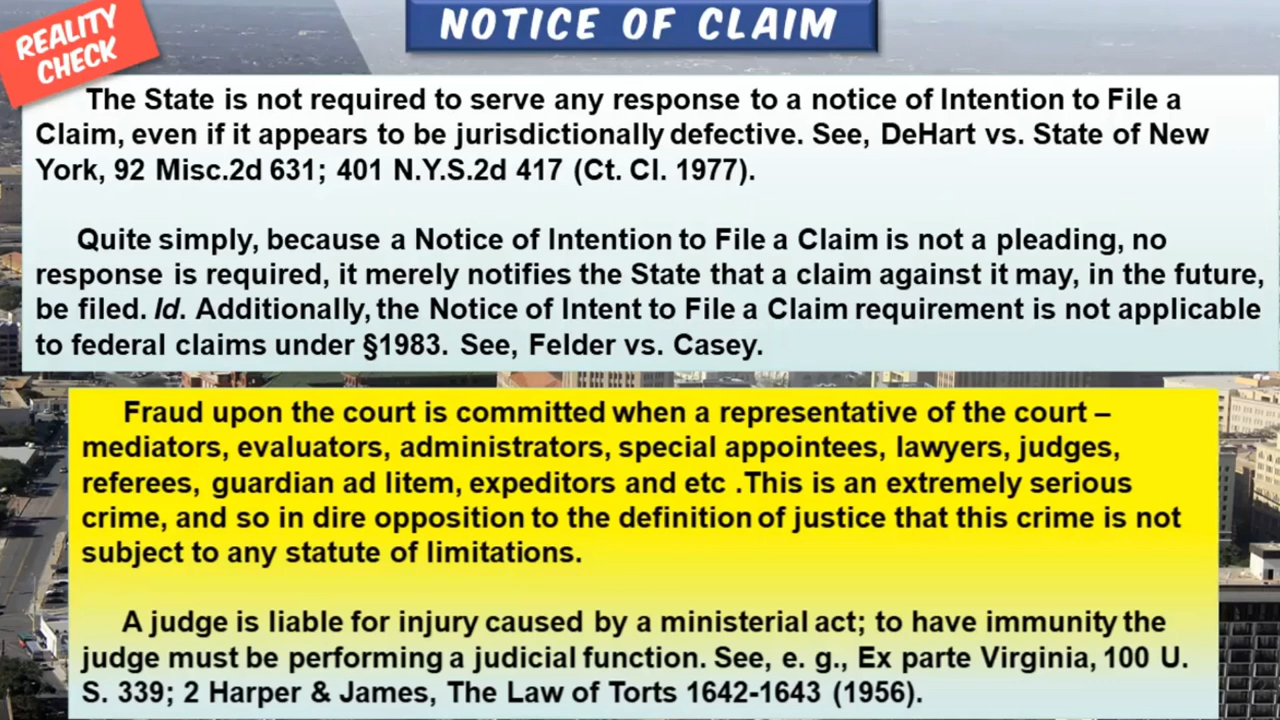 REALITY
CHECK
NOTICE OF CLAIM
The State is not required to serve any response to a notice of Intention to File a
Claim, even if it appears to be jurisdictionally defective. See, DeHart vs. State of New
York, 92 Misc.2d 631; 401 N.Y.S.2d 417 (Ct. Cl. 1977).
Quite simply, because a Notice of Intention to File a Claim is not a pleading, no
response is required, it merely notifies the State that a claim against it may, in the future,
be filed. Id. Additionally, the Notice of Intent to File a Claim requirement is not applicable
to federal claims under §1983. See, Felder vs. Casey.
Fraud upon the court is committed when a representative of the court –
mediators, evaluators, administrators, special appointees, lawyers, judges,
referees, guardian ad litem, expeditors and etc .This is an extremely serious
crime, and so in dire opposition to the definition of justice that this crime is not
subject to any statute of limitations.
A judge is liable for injury caused by a ministerial act; to have immunity the
judge must be performing a judicial function. See, e. g., Ex parte Virginia, 100 U.
S. 339; 2 Harper & James, The Law of Torts 1642-1643 (1956).